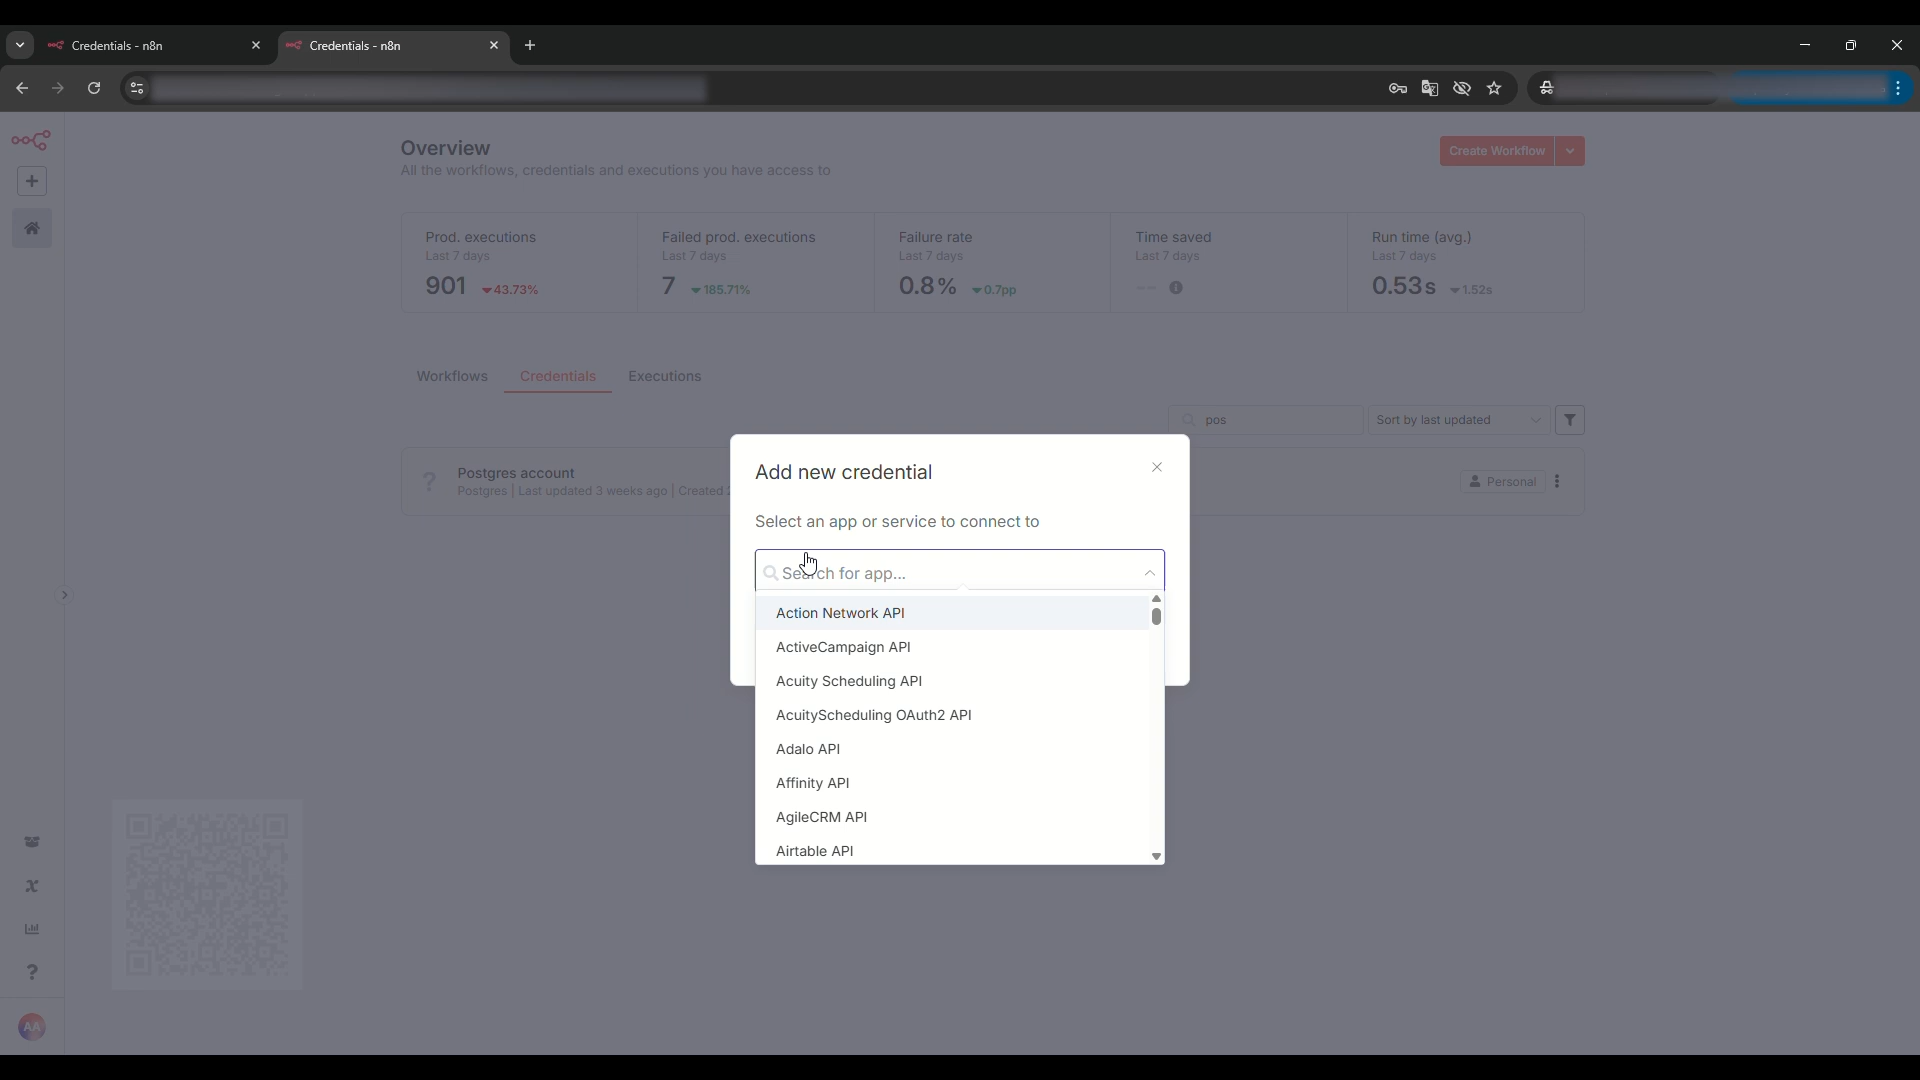 Credentials - n8n
Credentials - n8n
Overview
All the workflows, credentials and executions you have access to
Create Workflow
Prod. executions
Last 7 days
901 43.73%
Failed prod. executions
Last 7 days
7 185.71%
Failure rate
Last 7 days
0.8% 0.7pp
Time saved
Last 7 days
--
Run time (avg.)
Last 7 days
0.53s 1.52s
Workflows Credentials Executions
pos
Sort by last updated
Postgres account
Postgres | Last updated 3 weeks ago | Created
Personal
Add new credential
Select an app or service to connect to
Search for app...
Action Network API
ActiveCampaign API
Acuity Scheduling API
AcuityScheduling OAuth2 API
Adalo API
Affinity API
AgileCRM API
Airtable API
AA